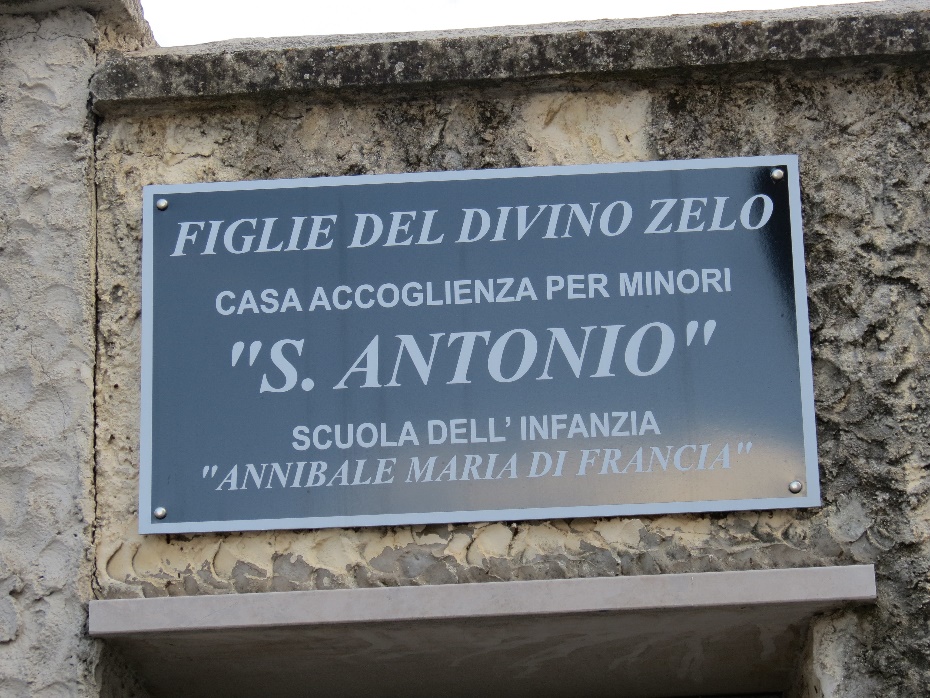 FIGLIE DEL DIVINO ZELO
CASA ACCOGLIENZA PER MINORI
"S. ANTONIO"
SCUOLA DELL' INFANZIA
"ANNIBALE MARIA DI FRANCIA"